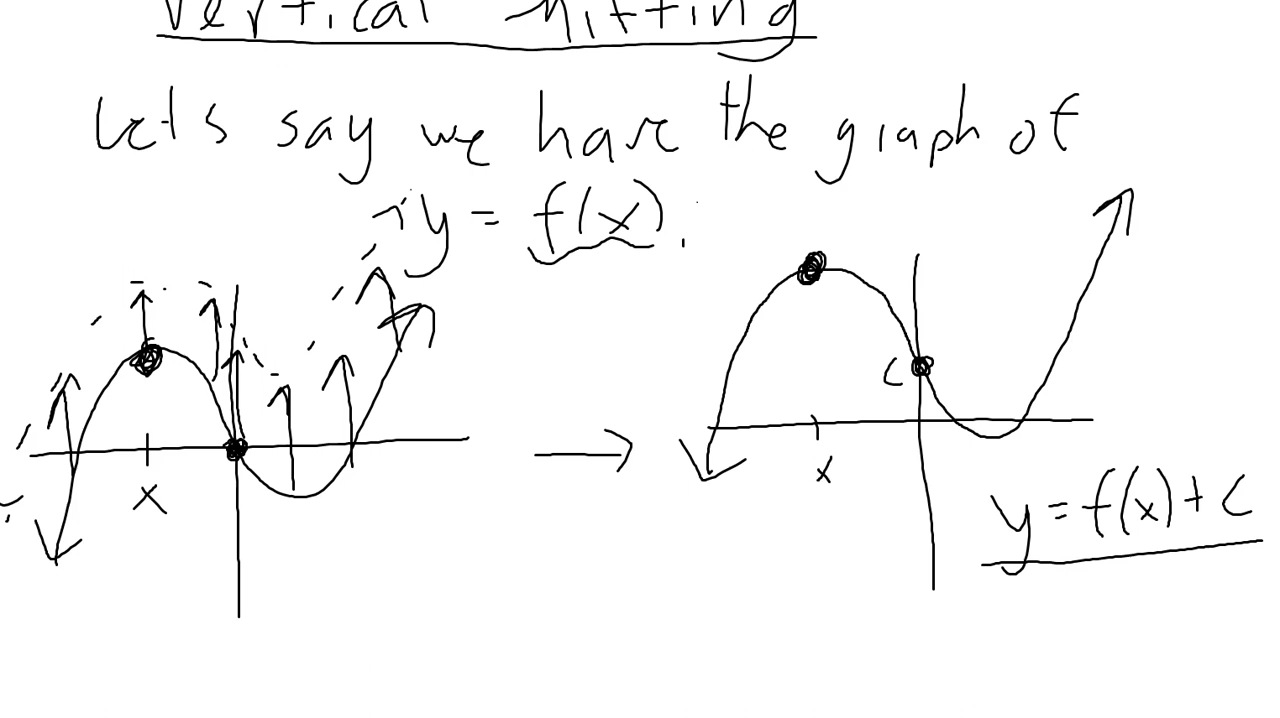 Vertical shifting
Let's say we have the graph of
y = f(x).
x
c
x
y = f(x) + c